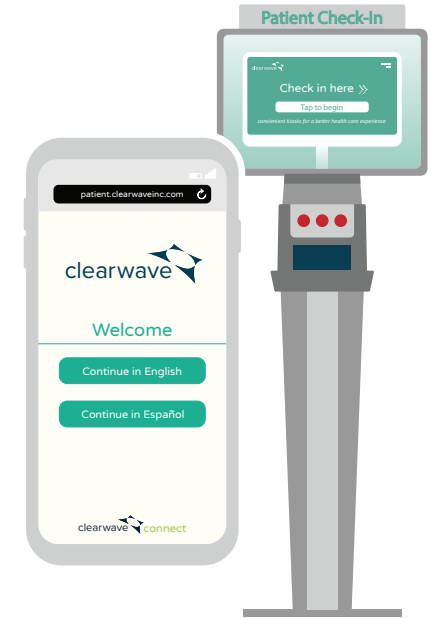 Patient Check-In
clearwave
Check in here
Tap to begin
convenient kiosks for a better health care experience
patient.clearwaveinc.com
clearwave
Welcome
Continue in English
Continue in Español
clearwave connect